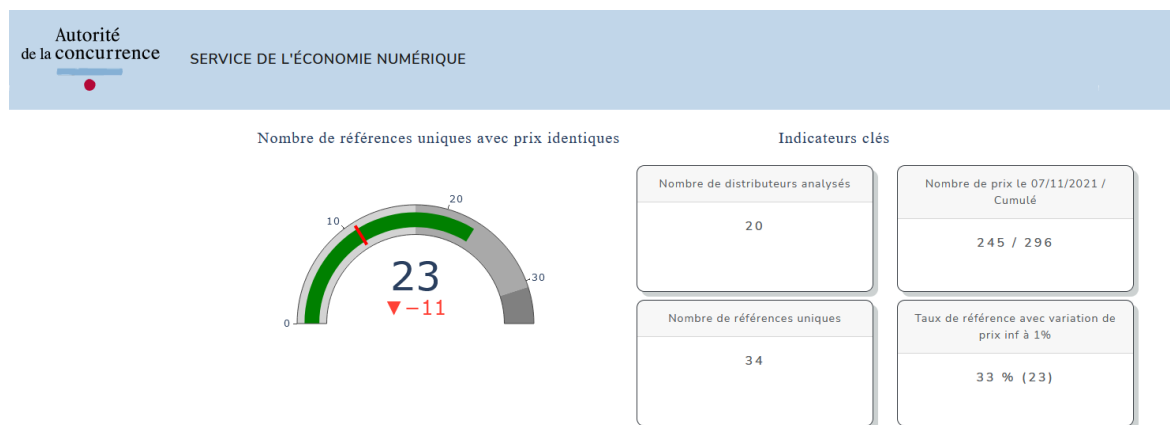 Autorité
de la concurrence
SERVICE DE L'ÉCONOMIE NUMÉRIQUE
Nombre de références uniques avec prix identiques
Indicateurs clés
0
10
20
30
23
▼−11
Nombre de distributeurs analysés
20
Nombre de prix le 07/11/2021 /
Cumulé
245 / 296
Nombre de références uniques
34
Taux de référence avec variation de
prix inf à 1%
33 % (23)